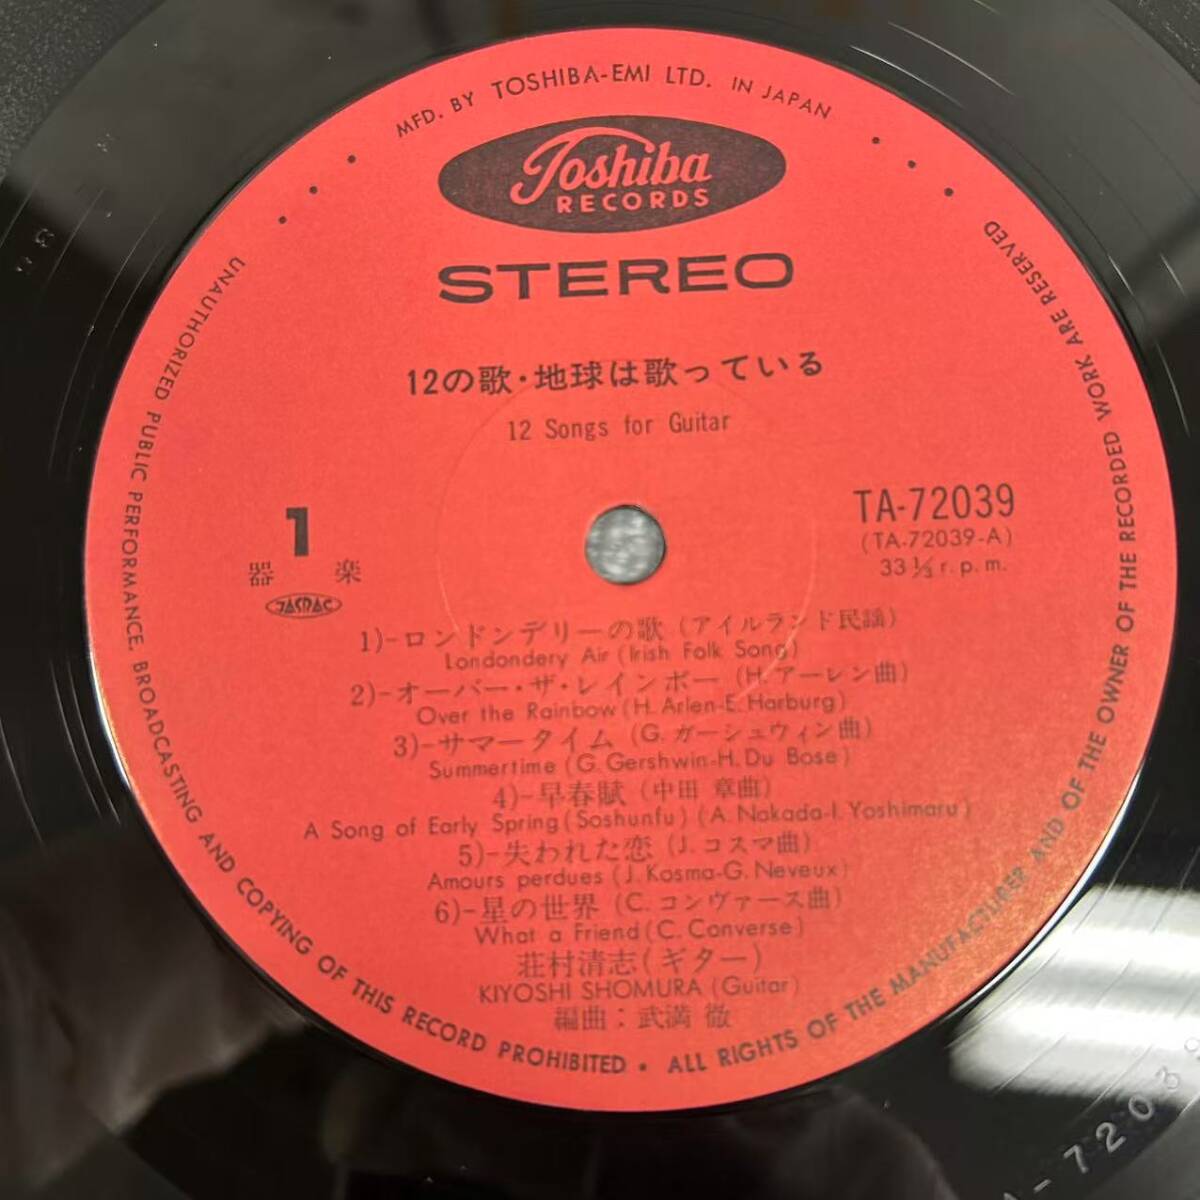 MFD. BY TOSHIBA-EMI LTD. IN JAPAN
Toshiba
RECORDS
STEREO
12の歌・地球は歌っている
12 Songs for Guitar
1
器 楽
JASRAC
TA-72039
(TA-72039-A)
33 1/3 r.p.m.
1)-ロンドンデリーの歌(アイルランド民謡)
Londondery Air (Irish Folk Song)
2)-オーバー・ザ・レインボー(H.アーレン曲)
Over the Rainbow (H. Arlen-E. Harburg)
3)-サマータイム(G.ガーシュウィン曲)
Summertime (G. Gershwin-H. Du Bose)
4)-早春賦(中田 章曲)
A Song of Early Spring (Soshunfu) (A. Nakada-I. Yoshimaru)
5)-失われた恋(J.コスマ曲)
Amours perdues (J. Kosma-G. Neveux)
6)-星の世界(C.コンヴァース曲)
What a Friend (C. Converse)
荘村清志(ギター)
KIYOSHI SHOMURA (Guitar)
編曲:武満 徹
UNAUTHORIZED PUBLIC PERFORMANCE, BROADCASTING AND COPYING OF THIS RECORD PROHIBITED • ALL RIGHTS OF THE MANUFACTURER AND OF THE OWNER OF THE RECORDED WORK ARE RESERVED